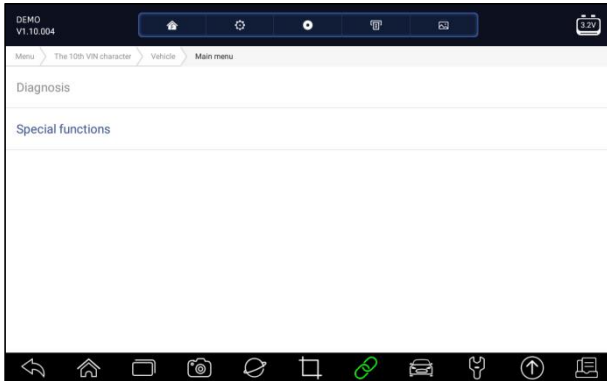 DEMO
V1.10.004
3.2V
Menu
The 10th VIN character
Vehicle
Main menu
Diagnosis
Special functions